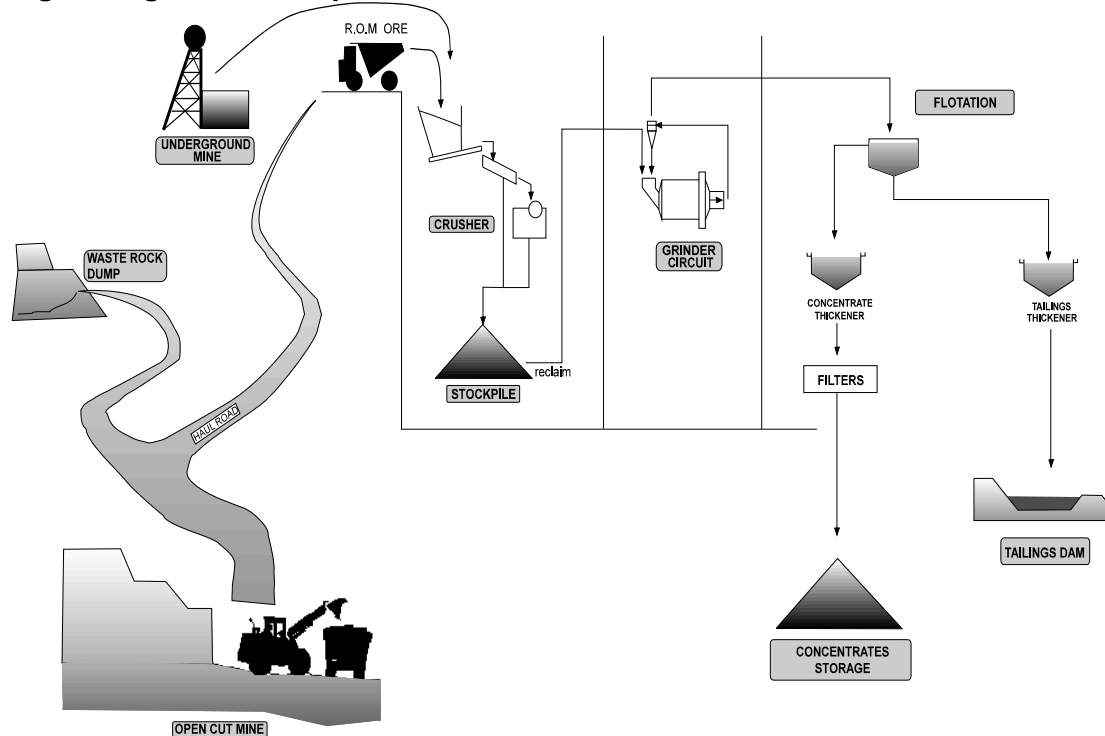 R.O.M ORE
UNDERGROUND
MINE
FLOTATION
CRUSHER
GRINDER
CIRCUIT
WASTE ROCK
DUMP
CONCENTRATE
THICKENER
TAILINGS
THICKENER
reclaim
STOCKPILE
FILTERS
HAUL ROAD
TAILINGS DAM
CONCENTRATES
STORAGE
OPEN CUT MINE